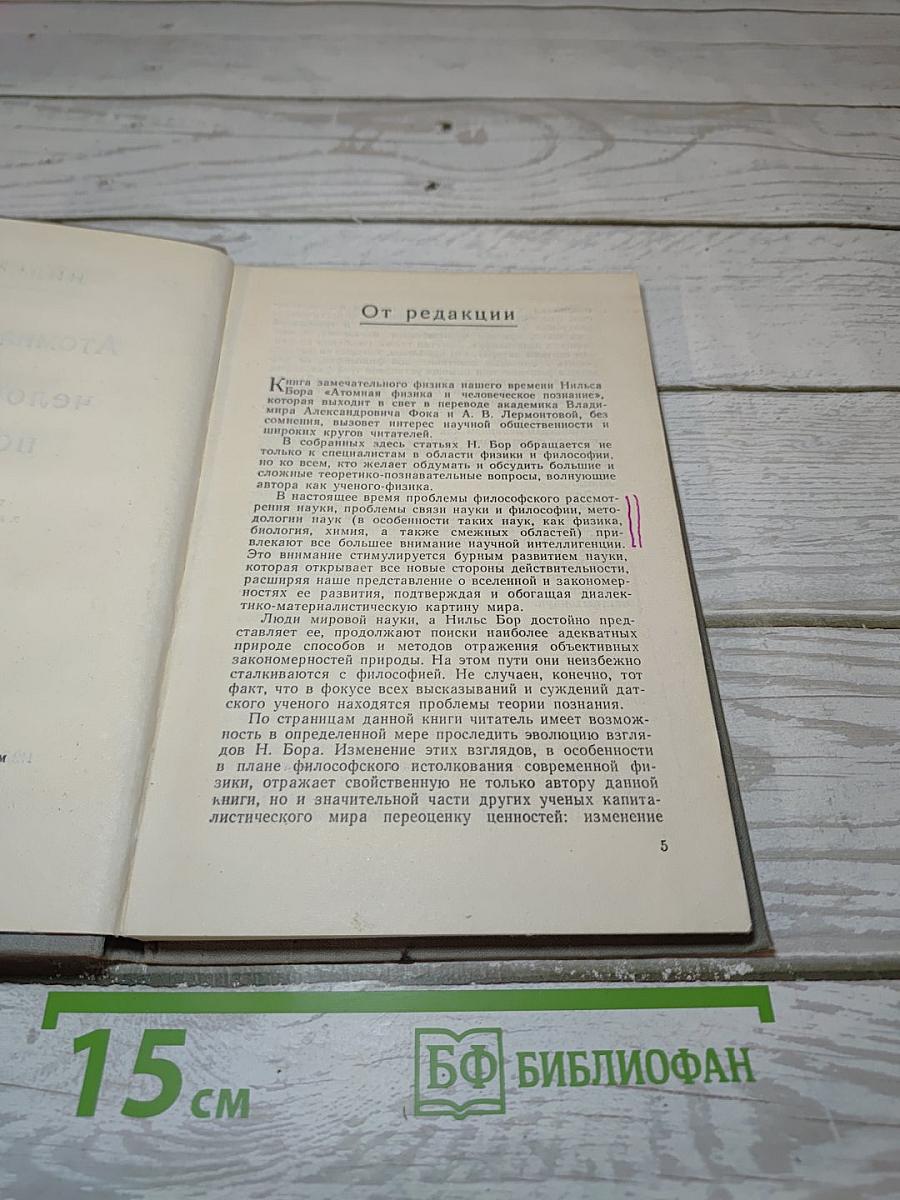 От редакции
Книга замечательного физика нашего времени Нильса
Бора «Атомная физика и человеческое познание»,
которая выходит в свет в переводе академика Влади-
мира Александровича Фока и А. В. Лермонтовой, без
сомнения, вызовет интерес научной общественности и
широких кругов читателей.
В собранных здесь статьях Н. Бор обращается не
только к специалистам в области физики и философии,
но ко всем, кто желает обдумать и обсудить большие и
сложные теоретико-познавательные вопросы, волнующие
автора как ученого-физика.
В настоящее время проблемы философского рассмот-
рения науки, проблемы связи науки и философии, мето-
дологии наук (в особенности таких наук, как физика,
биология, химия, а также смежных областей) при-
влекают все большее внимание научной интеллигенции.
Это внимание стимулируется бурным развитием науки,
которая открывает все новые стороны действительности,
расширяя наше представление о вселенной и закономер-
ностях ее развития, подтверждая и обогащая диалек-
тико-материалистическую картину мира.
Люди мировой науки, а Нильс Бор достойно пред-
ставляет ее, продолжают поиски наиболее адекватных
природе способов и методов отражения объективных
закономерностей природы. На этом пути они неизбежно
сталкиваются с философией. Не случаен, конечно, тот
факт, что в фокусе всех высказываний и суждений дат-
ского ученого находятся проблемы теории познания.
По страницам данной книги читатель имеет возмож-
ность в определенной мере проследить эволюцию взгля-
дов Н. Бора. Изменение этих взглядов, в особенности
в плане философского истолкования современной фи-
зики, отражает свойственную не только автору данной
книги, но и значительной части других ученых капита-
листического мира переоценку ценностей: изменение
5
15 см
БФ БИБЛИОФАН